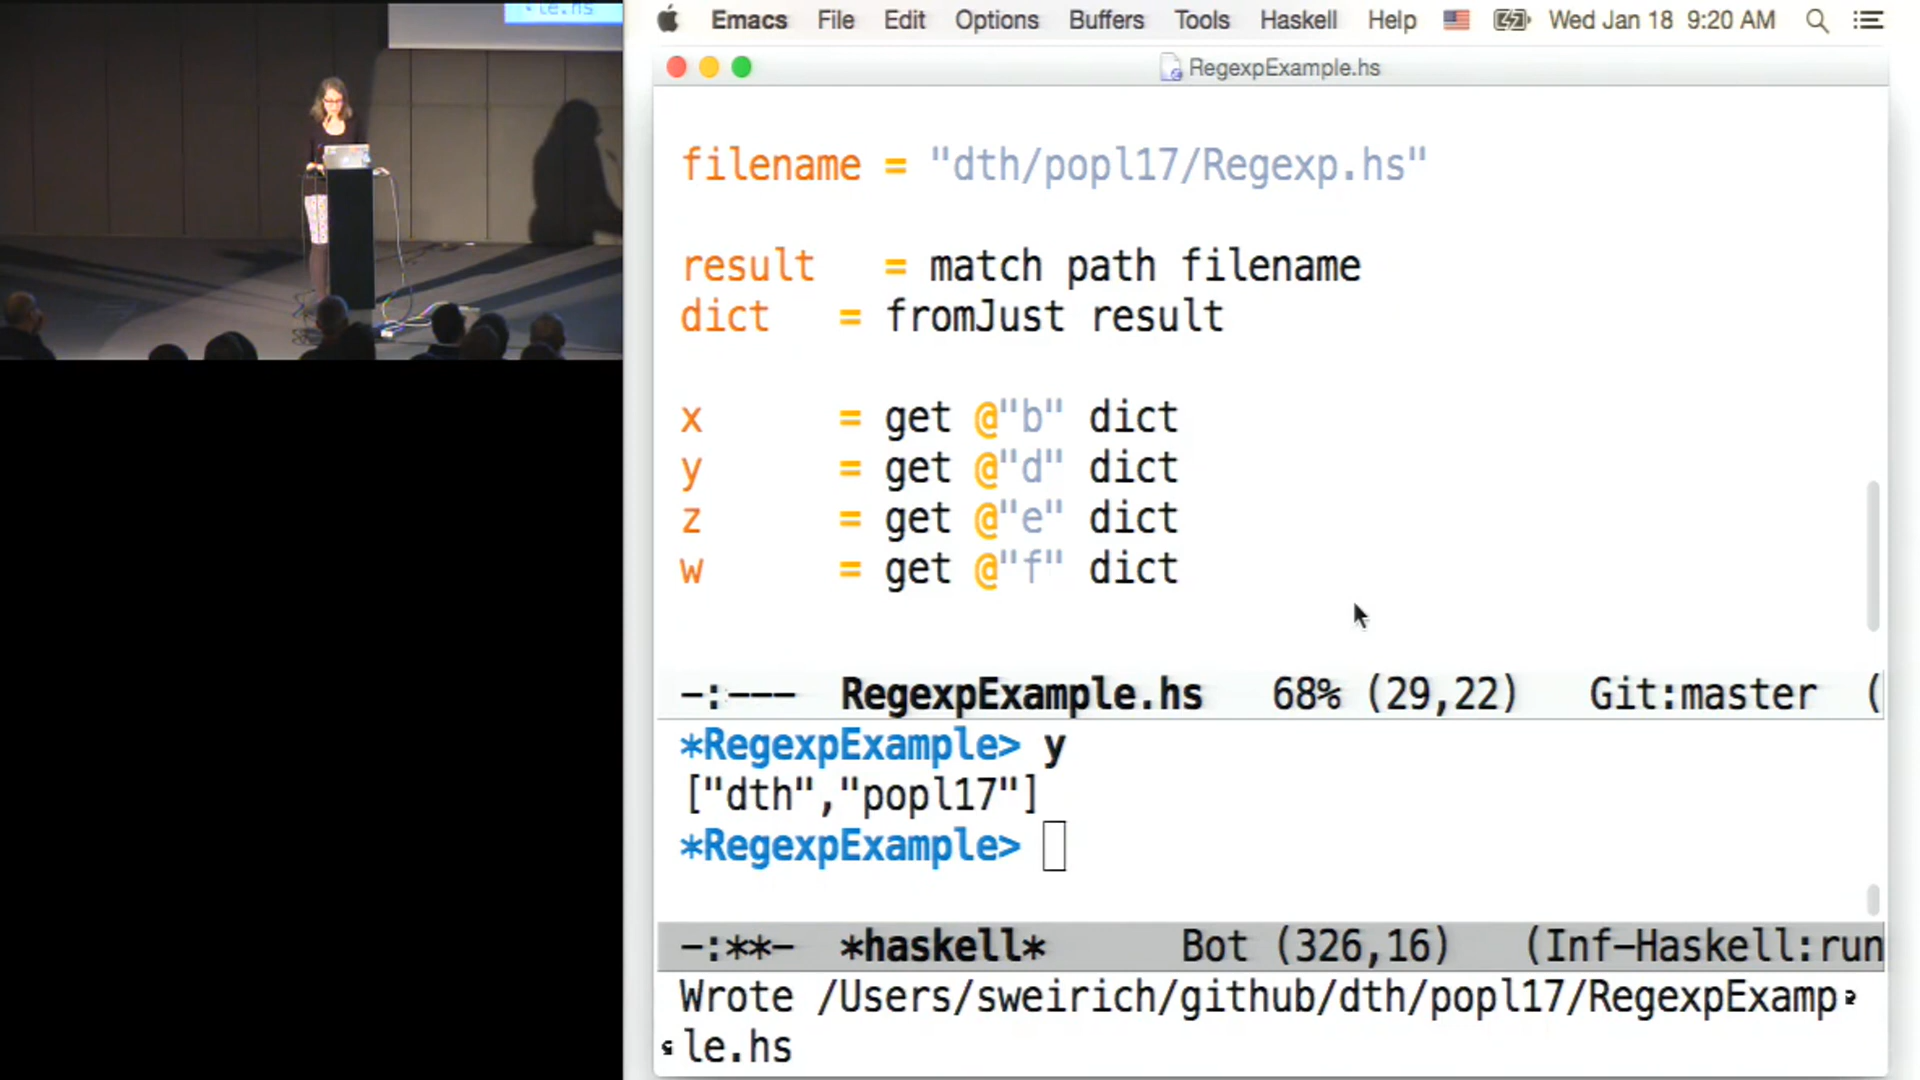 le.hs
Emacs File Edit Options Buffers Tools Haskell Help Wed Jan 18 9:20 AM
RegexpExample.hs
filename = "dth/popl17/Regexp.hs"
result = match path filename
dict = fromJust result
x = get @"b" dict
y = get @"d" dict
z = get @"e" dict
w = get @"f" dict
-:--- RegexpExample.hs 68% (29,22) Git:master (
*RegexpExample> y
["dth","popl17"]
*RegexpExample>
-:**- *haskell* Bot (326,16) (Inf-Haskell:run
Wrote /Users/sweirich/github/dth/popl17/RegexpExamp
le.hs